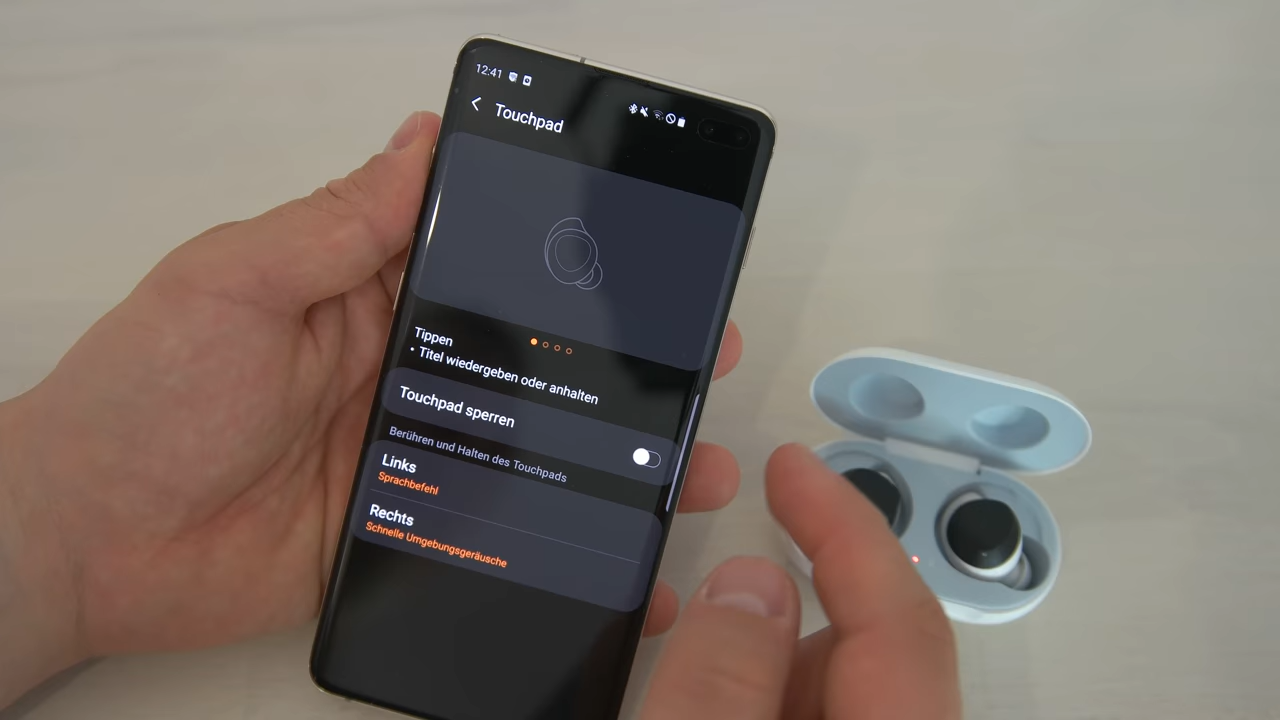 12:41
Touchpad
Tippen
• Titel wiedergeben oder anhalten
Touchpad sperren
Berühren und Halten des Touchpads
Links
Sprachbefehl
Rechts
Schnelle Umgebungsgeräusche